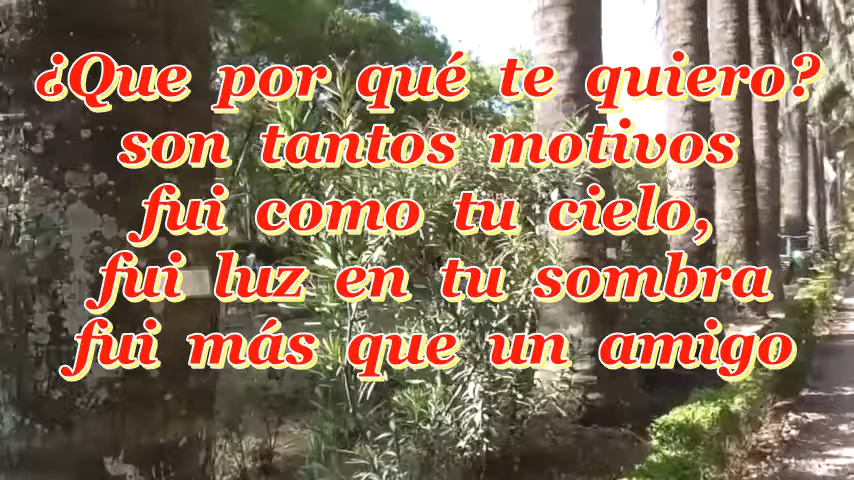 ¿Que por qué te quiero?
son tantos motivos
fui como tu cielo,
fui luz en tu sombra
fui más que un amigo